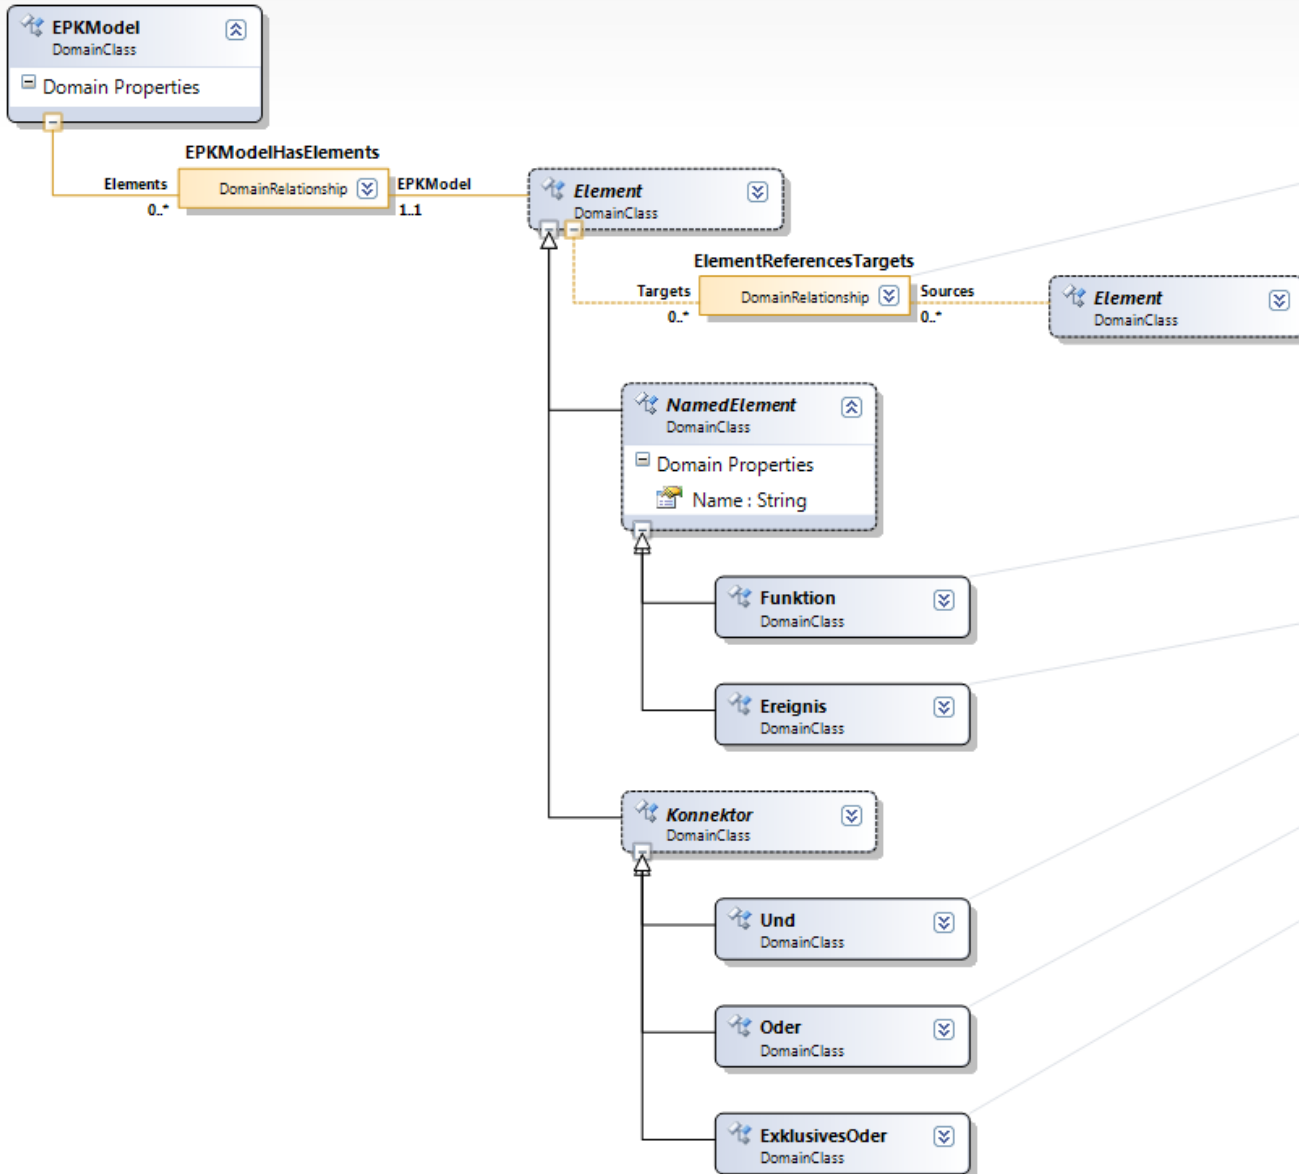 EPKModel
DomainClass
Domain Properties
EPKModelHasElements
Elements
DomainRelationship
EPKModel
0..*
1..1
Element
DomainClass
ElementReferencesTargets
Targets
DomainRelationship
Sources
0..*
0..*
Element
DomainClass
NamedElement
DomainClass
Domain Properties
Name : String
Funktion
DomainClass
Ereignis
DomainClass
Konnektor
DomainClass
Und
DomainClass
Oder
DomainClass
ExklusivesOder
DomainClass